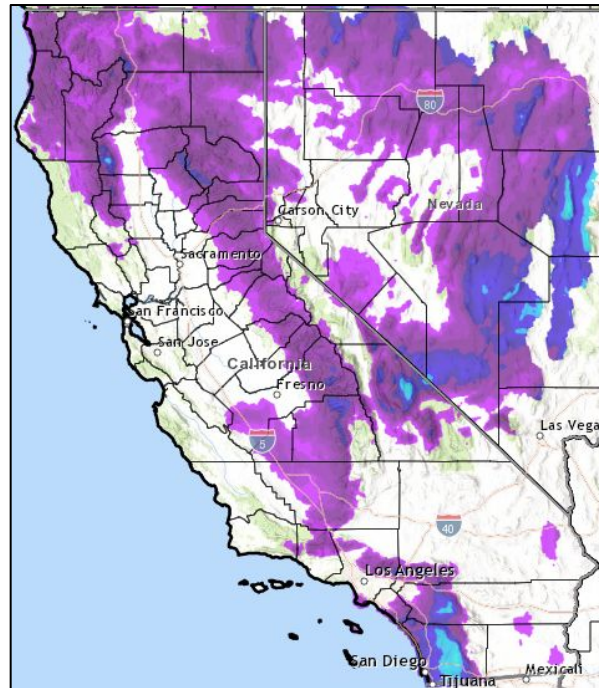 80
Nevada
Carson City
Sacramento
San Francisco
San Jose
California
Fresno
Las Vega
5
40
Los Angeles
San Diego
Mexicali
Tijuana